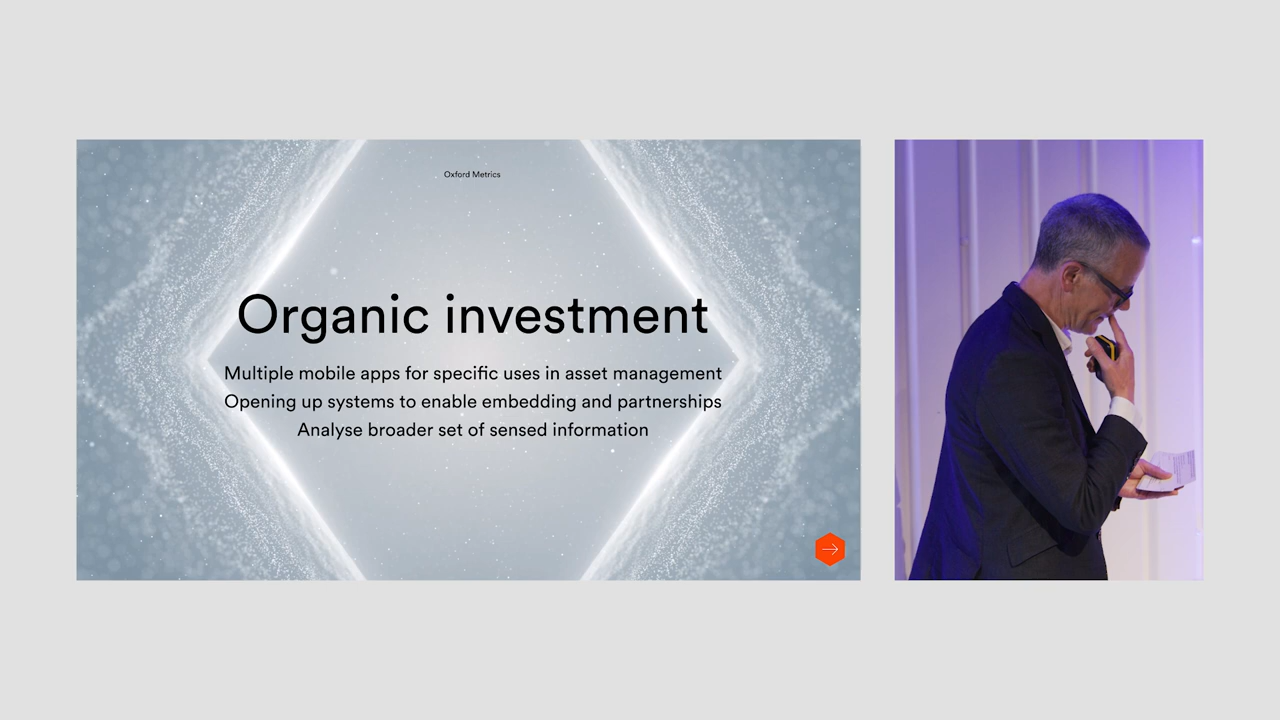 Oxford Metrics
Organic investment
Multiple mobile apps for specific uses in asset management
Opening up systems to enable embedding and partnerships
Analyse broader set of sensed information